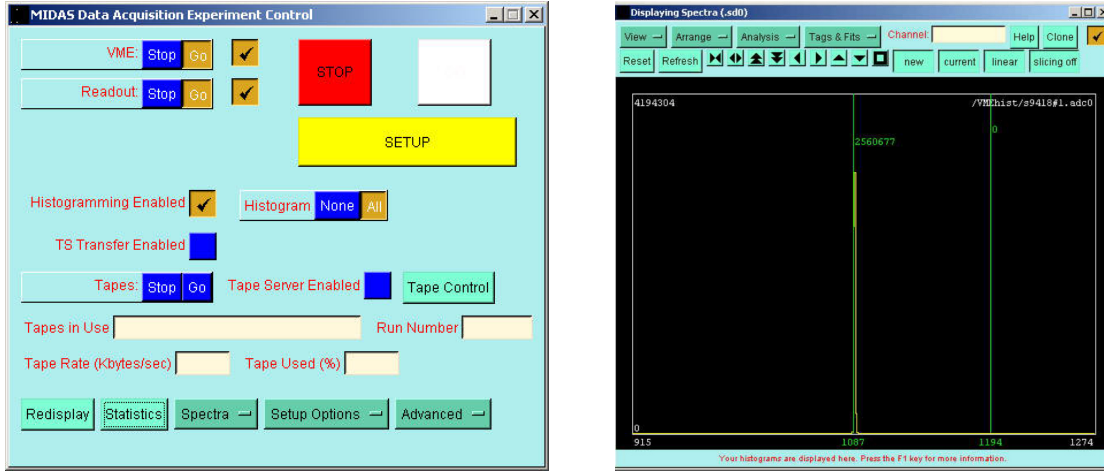 MIDAS Data Acquisition Experiment Control
VME: Stop Go
STOP
Readout: Stop Go
SETUP
Histogramming Enabled
Histogram None All
TS Transfer Enabled
Tapes: Stop Go
Tape Server Enabled
Tape Control
Tapes in Use
Run Number
Tape Rate (Kbytes/sec)
Tape Used (%)
Redisplay Statistics Spectra Setup Options Advanced
Displaying Spectra (.sd0)
View Arrange Analysis Tags & Fits Channel: Help Clone
Reset Refresh new current linear slicing off
4194304
/VMEhist/s9418#1.adc0
0
2560677
0
915 1087 1194 1274
Your histograms are displayed here. Press the F1 key for more information.